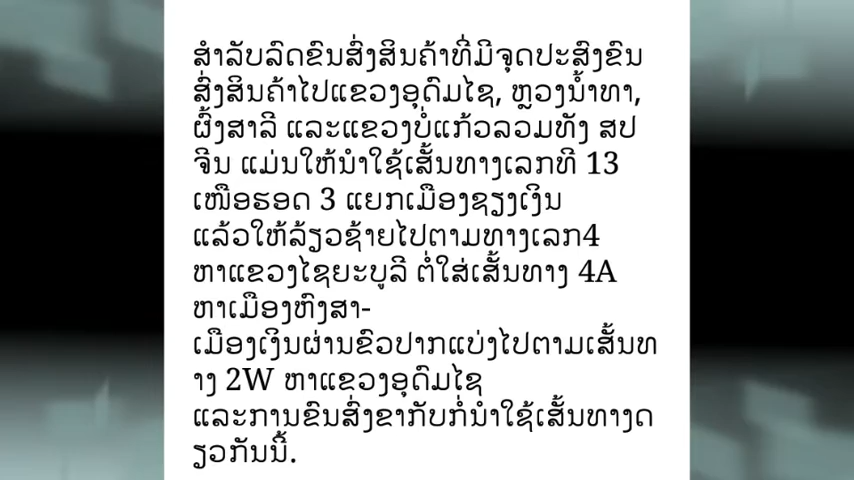 ສຳລັບລົດຂົນສົ່ງສິນຄ້າທີ່ມີຈຸດປະສົງຂົນ
ສົ່ງສິນຄ້າໄປແຂວງອຸດົມໄຊ, ຫຼວງນ້ຳທາ,
ຜົ້ງສາລີ ແລະແຂວງບໍ່ແກ້ວລວມທັງ ສປ
ຈີນ ແມ່ນໃຫ້ນຳໃຊ້ເສັ້ນທາງເລກທີ 13
ເໜືອຮອດ 3 ແຍກເມືອງຊຽງເງິນ
ແລ້ວໃຫ້ລ້ຽວຊ້າຍໄປຕາມທາງເລກ4
ຫາແຂວງໄຊຍະບູລີ ຕໍ່ໃສ່ເສັ້ນທາງ 4A
ຫາເມືອງຫົງສາ-
ເມືອງເງິນຜ່ານຂົວປາກແບ່ງໄປຕາມເສັ້ນທ
າງ 2W ຫາແຂວງອຸດົມໄຊ
ແລະການຂົນສົ່ງຂາກັບກໍ່ນຳໃຊ້ເສັ້ນທາງດ
ຽວກັນນີ້.